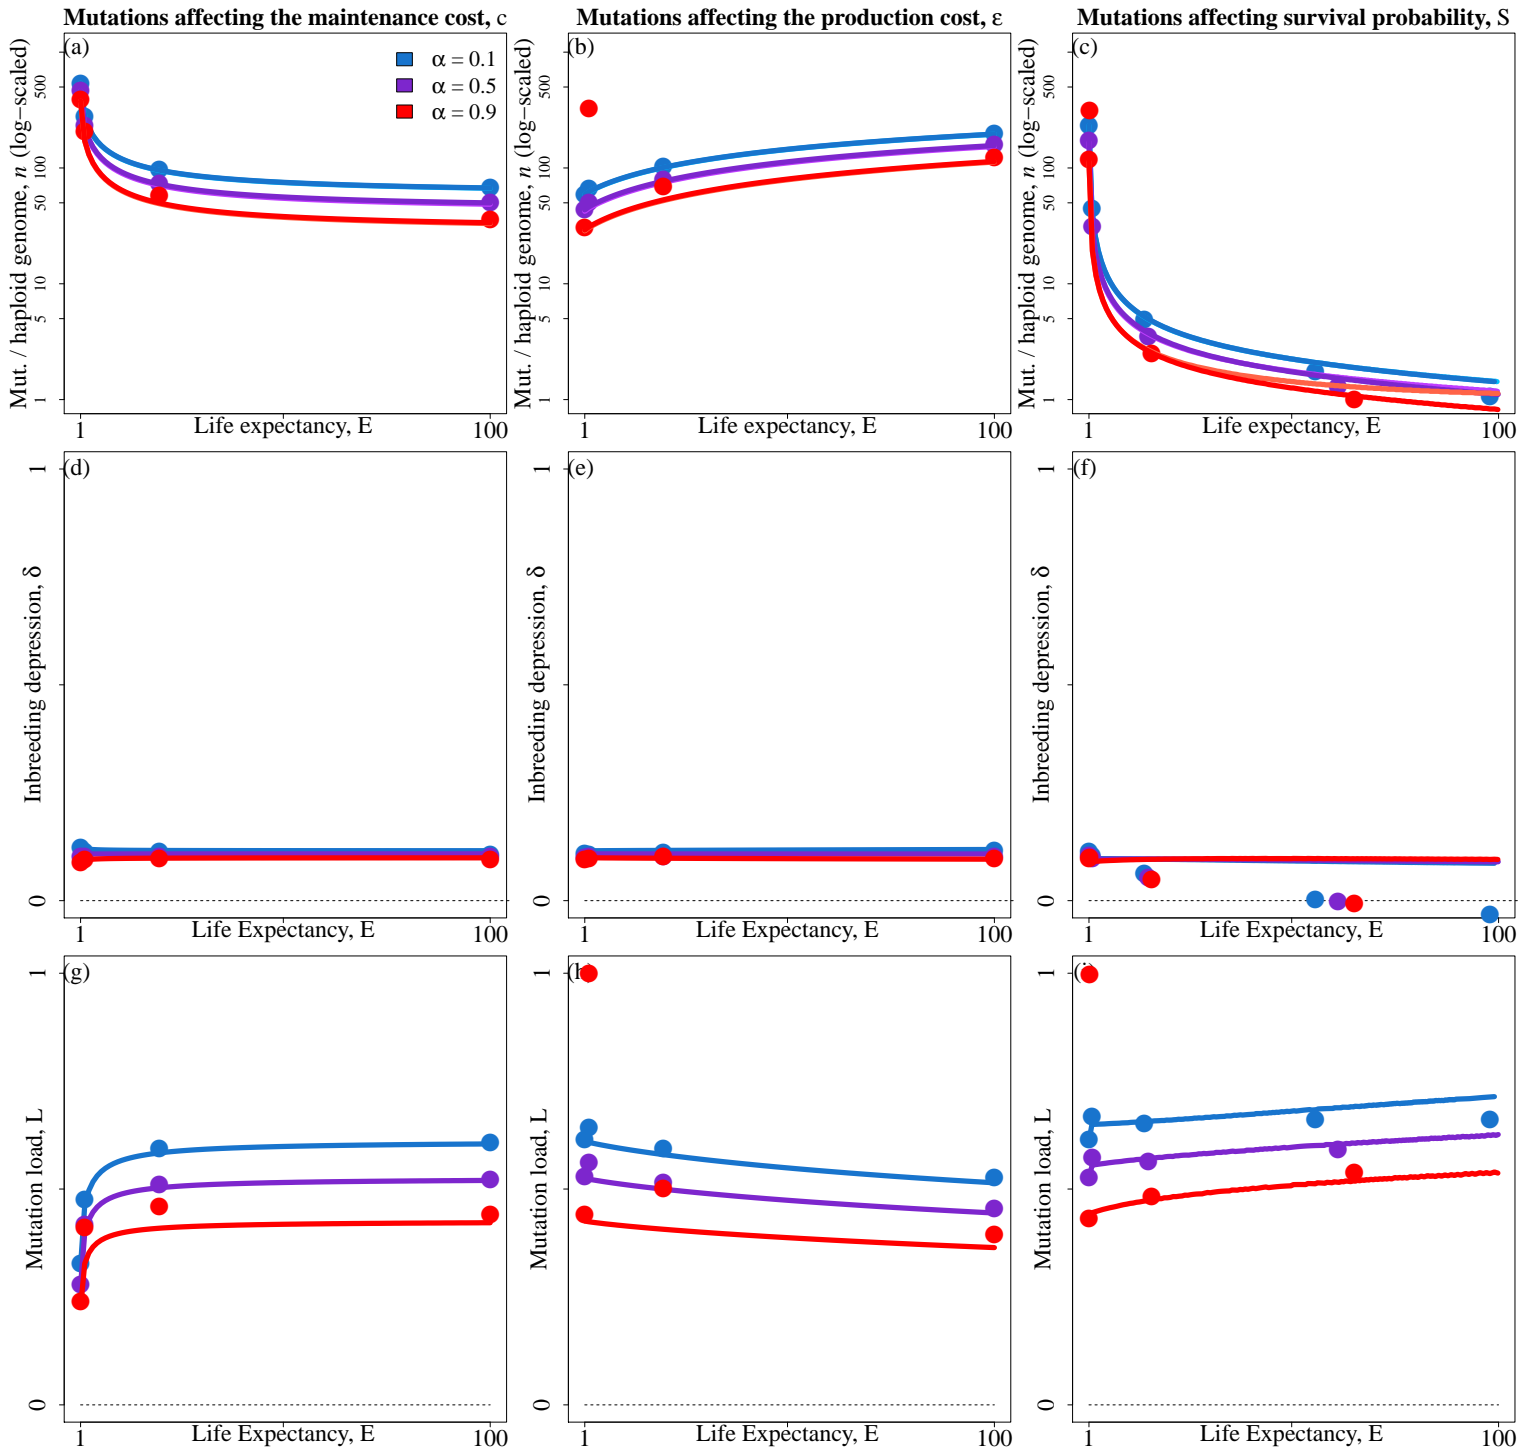 Mutations affecting the maintenance cost, c
Mutations affecting the production cost, ε
Mutations affecting survival probability, S
(a)
α = 0.1
α = 0.5
α = 0.9
Mut. / haploid genome, n (log−scaled)
500
100
50
10
5
1
1
Life expectancy, E
100
(b)
Mut. / haploid genome, n (log−scaled)
500
100
50
10
5
1
1
Life expectancy, E
100
(c)
Mut. / haploid genome, n (log−scaled)
500
100
50
10
5
1
1
Life expectancy, E
100
(d)
Inbreeding depression, δ
1
0
1
Life Expectancy, E
100
(e)
Inbreeding depression, δ
1
0
1
Life Expectancy, E
100
(f)
Inbreeding depression, δ
1
0
1
Life Expectancy, E
100
(g)
Mutation load, L
1
0
1
Life Expectancy, E
100
(h)
Mutation load, L
1
0
1
Life Expectancy, E
100
(i)
Mutation load, L
1
0
1
Life Expectancy, E
100